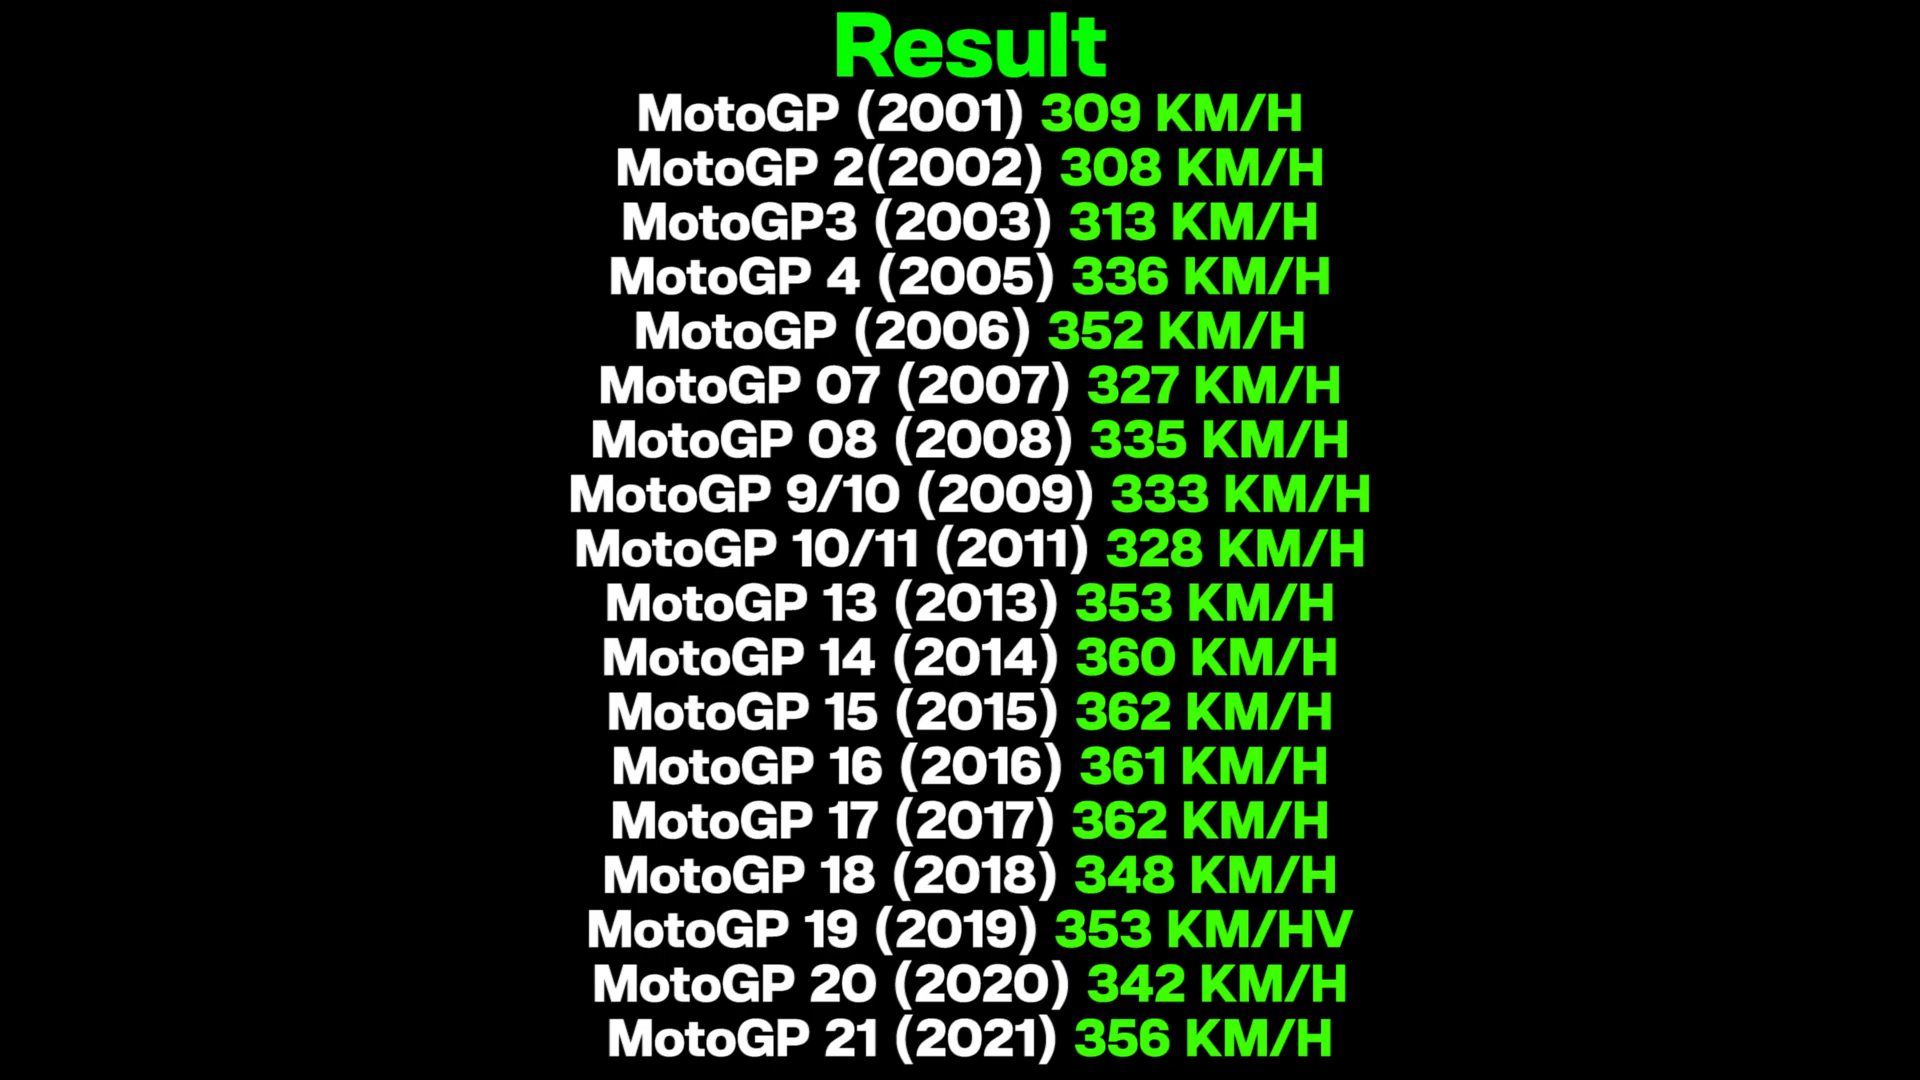 Result
MotoGP (2001) 309 KM/H
MotoGP 2(2002) 308 KM/H
MotoGP3 (2003) 313 KM/H
MotoGP 4 (2005) 336 KM/H
MotoGP (2006) 352 KM/H
MotoGP 07 (2007) 327 KM/H
MotoGP 08 (2008) 335 KM/H
MotoGP 9/10 (2009) 333 KM/H
MotoGP 10/11 (2011) 328 KM/H
MotoGP 13 (2013) 353 KM/H
MotoGP 14 (2014) 360 KM/H
MotoGP 15 (2015) 362 KM/H
MotoGP 16 (2016) 361 KM/H
MotoGP 17 (2017) 362 KM/H
MotoGP 18 (2018) 348 KM/H
MotoGP 19 (2019) 353 KM/HV
MotoGP 20 (2020) 342 KM/H
MotoGP 21 (2021) 356 KM/H